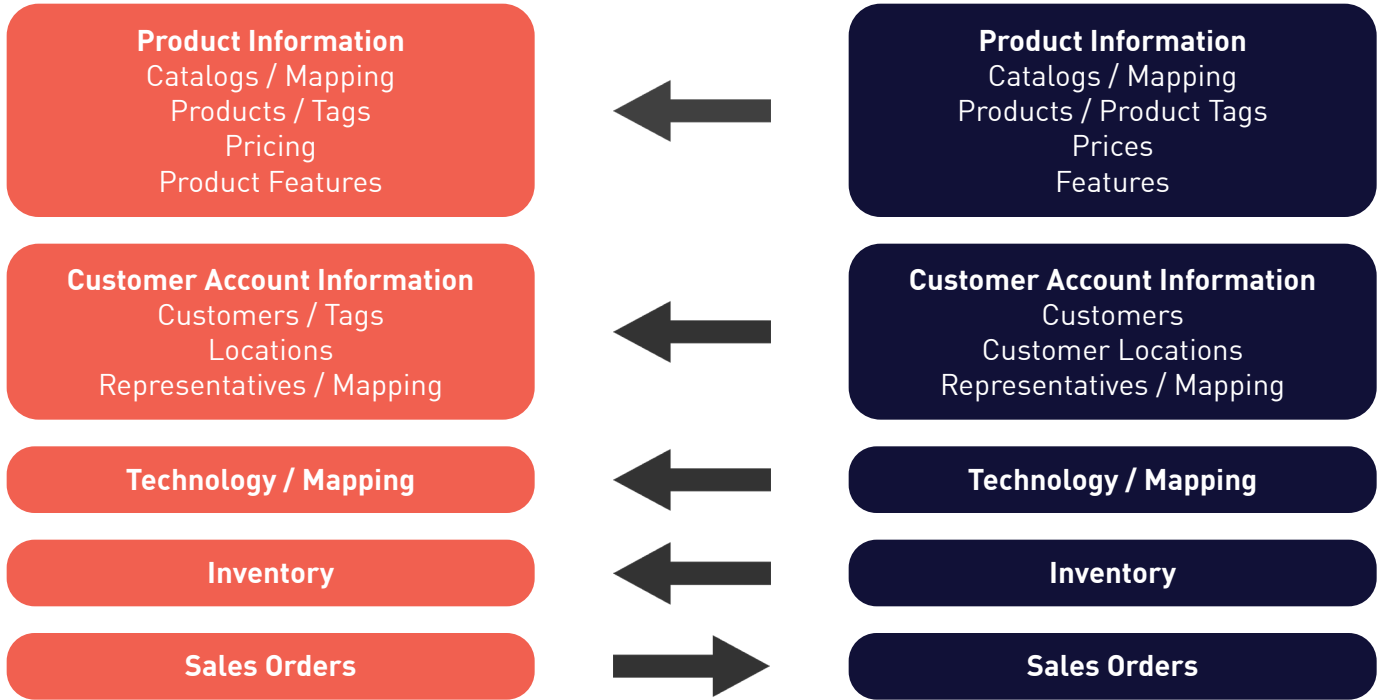 Product Information
Catalogs / Mapping
Products / Tags
Pricing
Product Features
Product Information
Catalogs / Mapping
Products / Product Tags
Prices
Features
Customer Account Information
Customers / Tags
Locations
Representatives / Mapping
Customer Account Information
Customers
Customer Locations
Representatives / Mapping
Technology / Mapping
Technology / Mapping
Inventory
Inventory
Sales Orders
Sales Orders